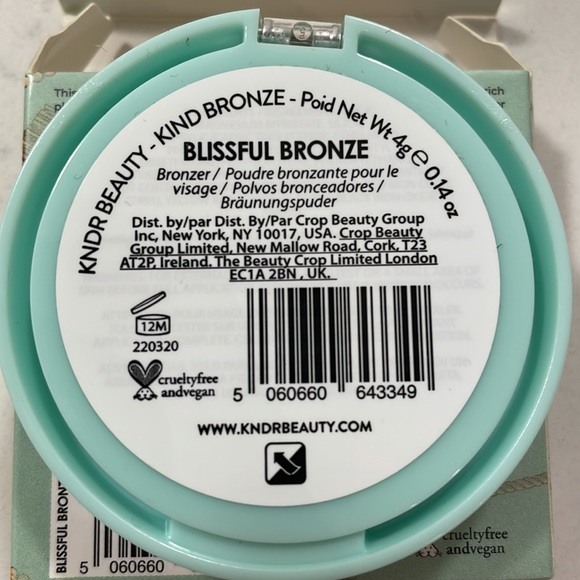 This
rich
KNDR BEAUTY - KIND BRONZE - Poid Net Wt 4g ℮ 0.14 oz
BLISSFUL BRONZE
Bronzer / Poudre bronzante pour le
visage / Polvos bronceadores /
Bräunungspuder
Dist. by/par Dist. By/Par Crop Beauty Group
Inc, New York, NY 10017, USA. Crop Beauty
Group Limited, New Mallow Road, Cork, T23
AT2P, Ireland. The Beauty Crop Limited London
EC1A 2BN , UK.
12M
220320
crueltyfree
andvegan
5 060660 643349
WWW.KNDRBEAUTY.COM
BLISSFUL BRON
5 060660
crueltyfree
andvegan